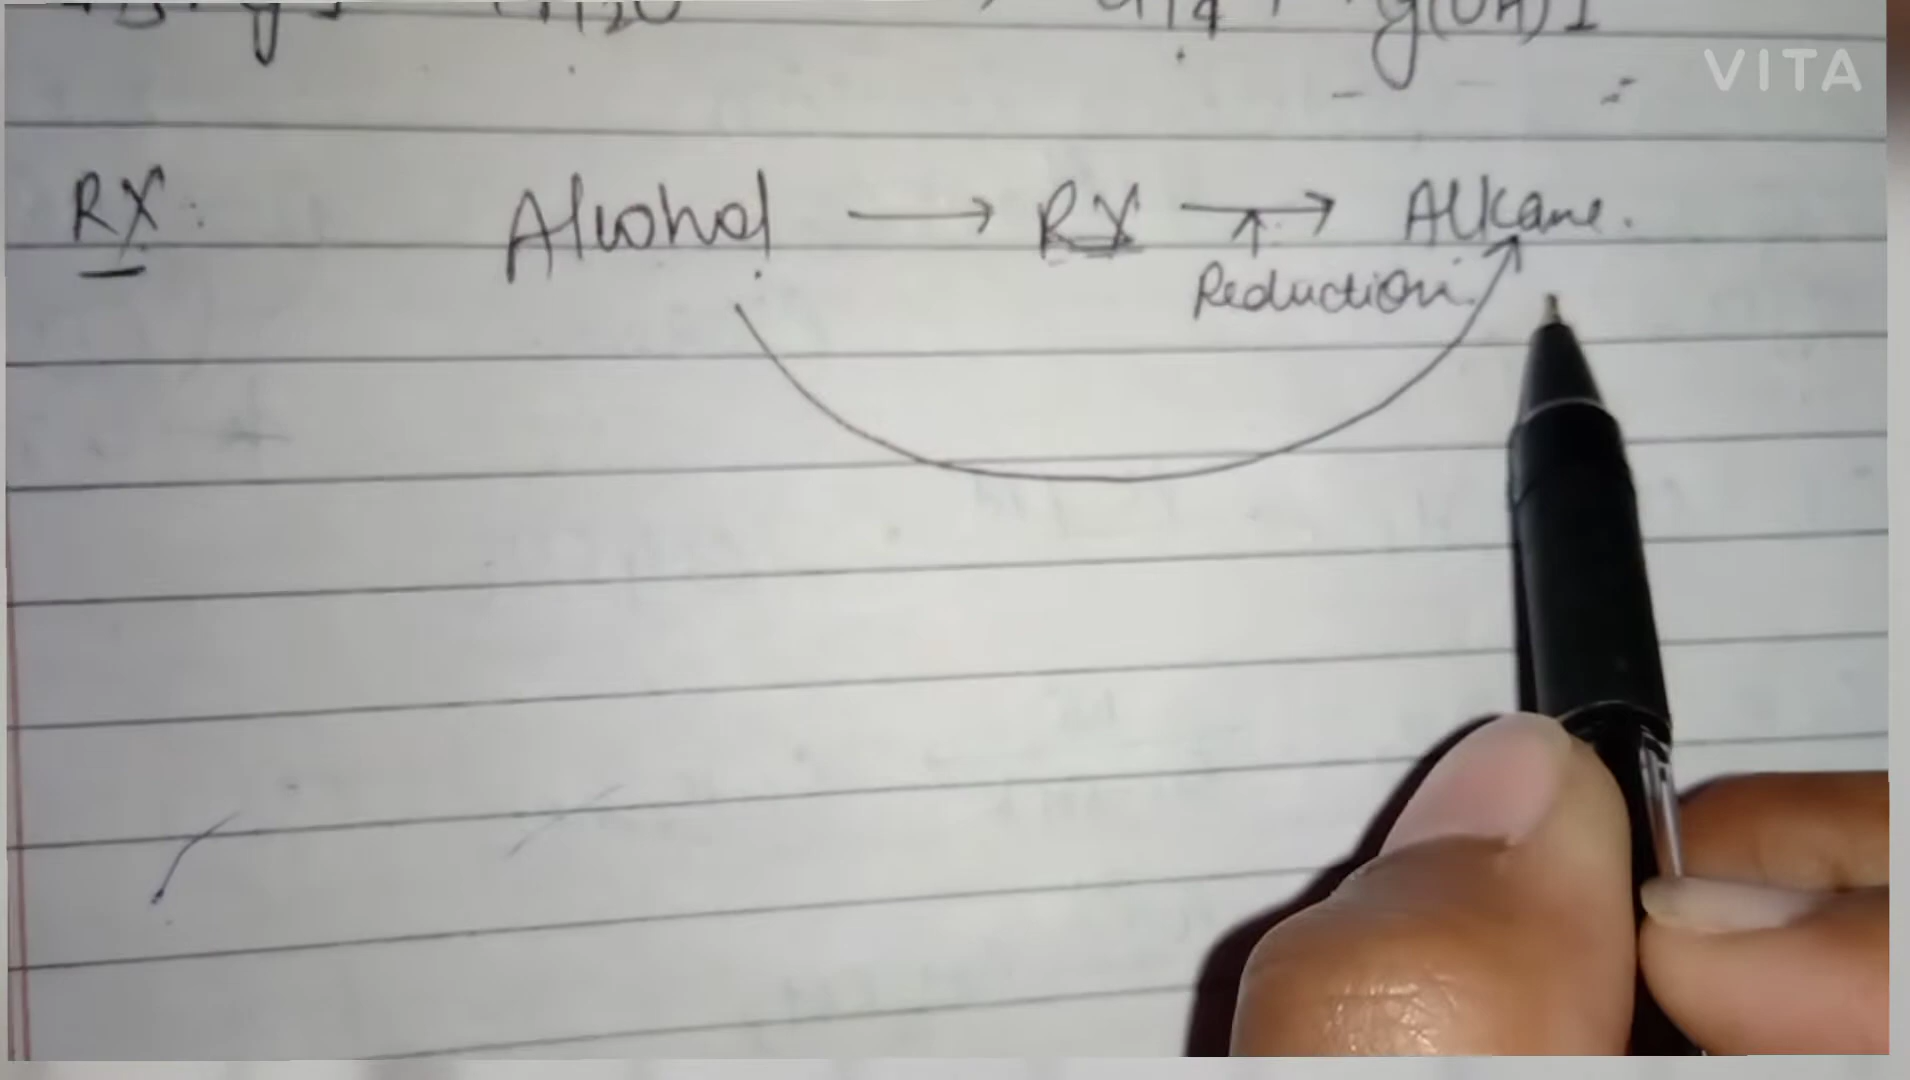 VITA
RX: Alcohol → RX → Alkane.
↑
Reduction.